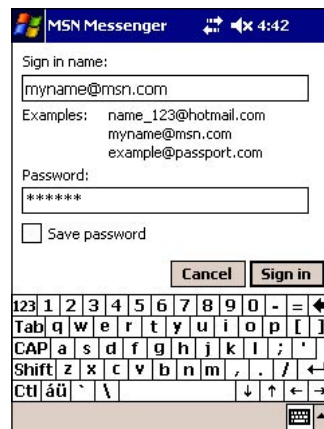 MSN Messenger 4:42
Sign in name:
myname@msn.com
Examples: name_123@hotmail.com
myname@msn.com
example@passport.com
Password:
******
Save password
Cancel Sign in
123 1 2 3 4 5 6 7 8 9 0 - =
Tab q w e r t y u i o p [ ]
CAP a s d f g h j k l ; '
Shift z x c v b n m , . /
Ctl áü ` \